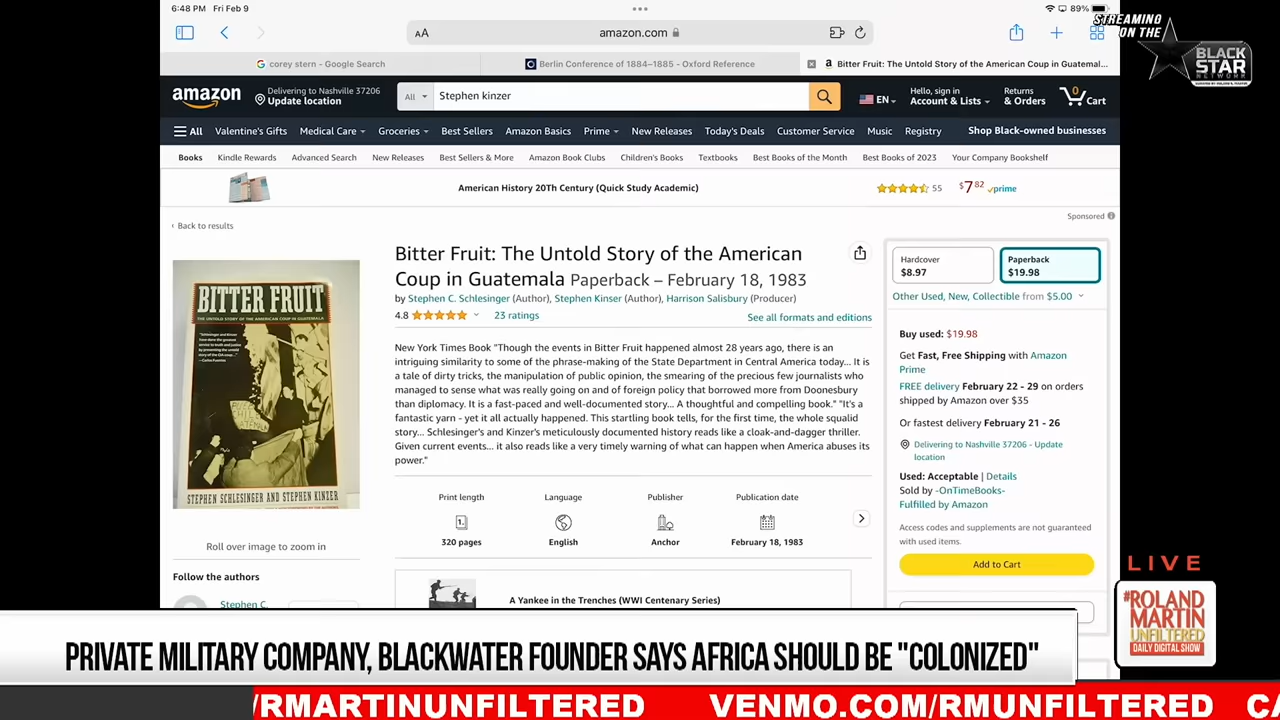 6:48 PM Fri Feb 9
89%
AA
amazon.com
STREAMING
ON THE
BLACK
STAR
NETWORK
corey stern - Google Search
Berlin Conference of 1884–1885 - Oxford Reference
Bitter Fruit: The Untold Story of the American Coup in Guatemal...
amazon
Delivering to Nashville 37206
Update location
All
Stephen kinzer
EN
Hello, sign in
Account & Lists
Returns
& Orders
0
Cart
All
Valentine's Gifts
Medical Care
Groceries
Best Sellers
Amazon Basics
Prime
New Releases
Today's Deals
Customer Service
Music
Registry
Shop Black-owned businesses
Books
Kindle Rewards
Advanced Search
New Releases
Best Sellers & More
Amazon Book Clubs
Children's Books
Textbooks
Best Books of the Month
Best Books of 2023
Your Company Bookshelf
American History 20Th Century (Quick Study Academic)
55
$7.82
prime
Sponsored
‹ Back to results
BITTER FRUIT
THE UNTOLD STORY OF THE AMERICAN COUP IN GUATEMALA
STEPHEN SCHLESINGER AND STEPHEN KINZER
Roll over image to zoom in
Follow the authors
Stephen C.
Bitter Fruit: The Untold Story of the American
Coup in Guatemala Paperback – February 18, 1983
by Stephen C. Schlesinger (Author), Stephen Kinser (Author), Harrison Salisbury (Producer)
4.8
23 ratings
See all formats and editions
New York Times Book "Though the events in Bitter Fruit happened almost 28 years ago, there is an
intriguing similarity to some of the phrase-making of the State Department in Central America today... It is
a tale of dirty tricks, the manipulation of public opinion, the smearing of the precious few journalists who
managed to sense what was really going on and of foreign policy that borrowed more from Doonesbury
than diplomacy. It is a fast-paced and well-documented story... A thoughtful and compelling book." "It's a
fantastic yarn - yet it all actually happened. This startling book tells, for the first time, the whole squalid
story... Schlesinger's and Kinzer's meticulously documented history reads like a cloak-and-dagger thriller.
Given current events... it also reads like a very timely warning of what can happen when America abuses its
power."
Print length
Language
Publisher
Publication date
320 pages
English
Anchor
February 18, 1983
A Yankee in the Trenches (WWI Centenary Series)
Hardcover
$8.97
Paperback
$19.98
Other Used, New, Collectible from $5.00
Buy used: $19.98
Get Fast, Free Shipping with Amazon
Prime
FREE delivery February 22 - 29 on orders
shipped by Amazon over $35
Or fastest delivery February 21 - 26
Delivering to Nashville 37206 - Update
location
Used: Acceptable | Details
Sold by -OnTimeBooks-
Fulfilled by Amazon
Access codes and supplements are not guaranteed
with used items.
Add to Cart
LIVE
#ROLAND
MARTIN
UNFILTERED
DAILY DIGITAL SHOW
PRIVATE MILITARY COMPANY, BLACKWATER FOUNDER SAYS AFRICA SHOULD BE "COLONIZED"
/RMARTINUNFILTERED
VENMO.COM/RMUNFILTERED
CA